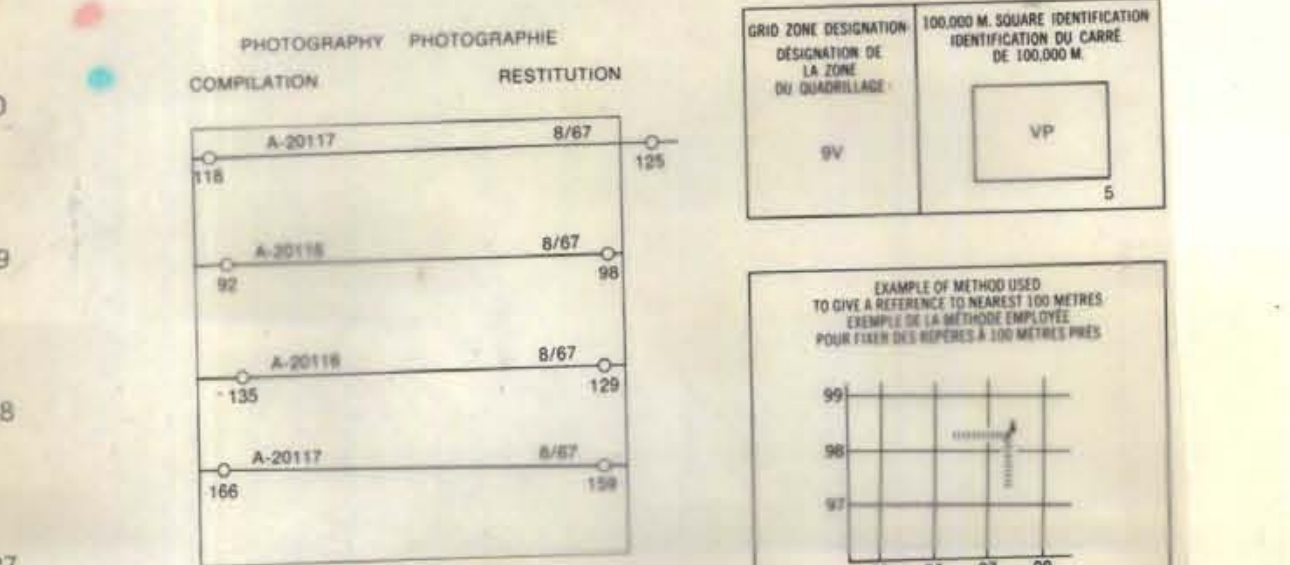 PHOTOGRAPHY PHOTOGRAPHIE
COMPILATION RESTITUTION
A-20117 8/67
118 125
A-20116 8/67
92 98
A-20116 8/67
135 129
A-20117 8/67
166 159
GRID ZONE DESIGNATION
DÉSIGNATION DE
LA ZONE
DU QUADRILLAGE
9V
100,000 M. SQUARE IDENTIFICATION
IDENTIFICATION DU CARRÉ
DE 100,000 M.
VP
5
EXAMPLE OF METHOD USED
TO GIVE A REFERENCE TO NEAREST 100 METRES
EXEMPLE DE LA MÉTHODE EMPLOYÉE
POUR FIXER DES REPÈRES À 100 MÈTRES PRÈS
99
98
97